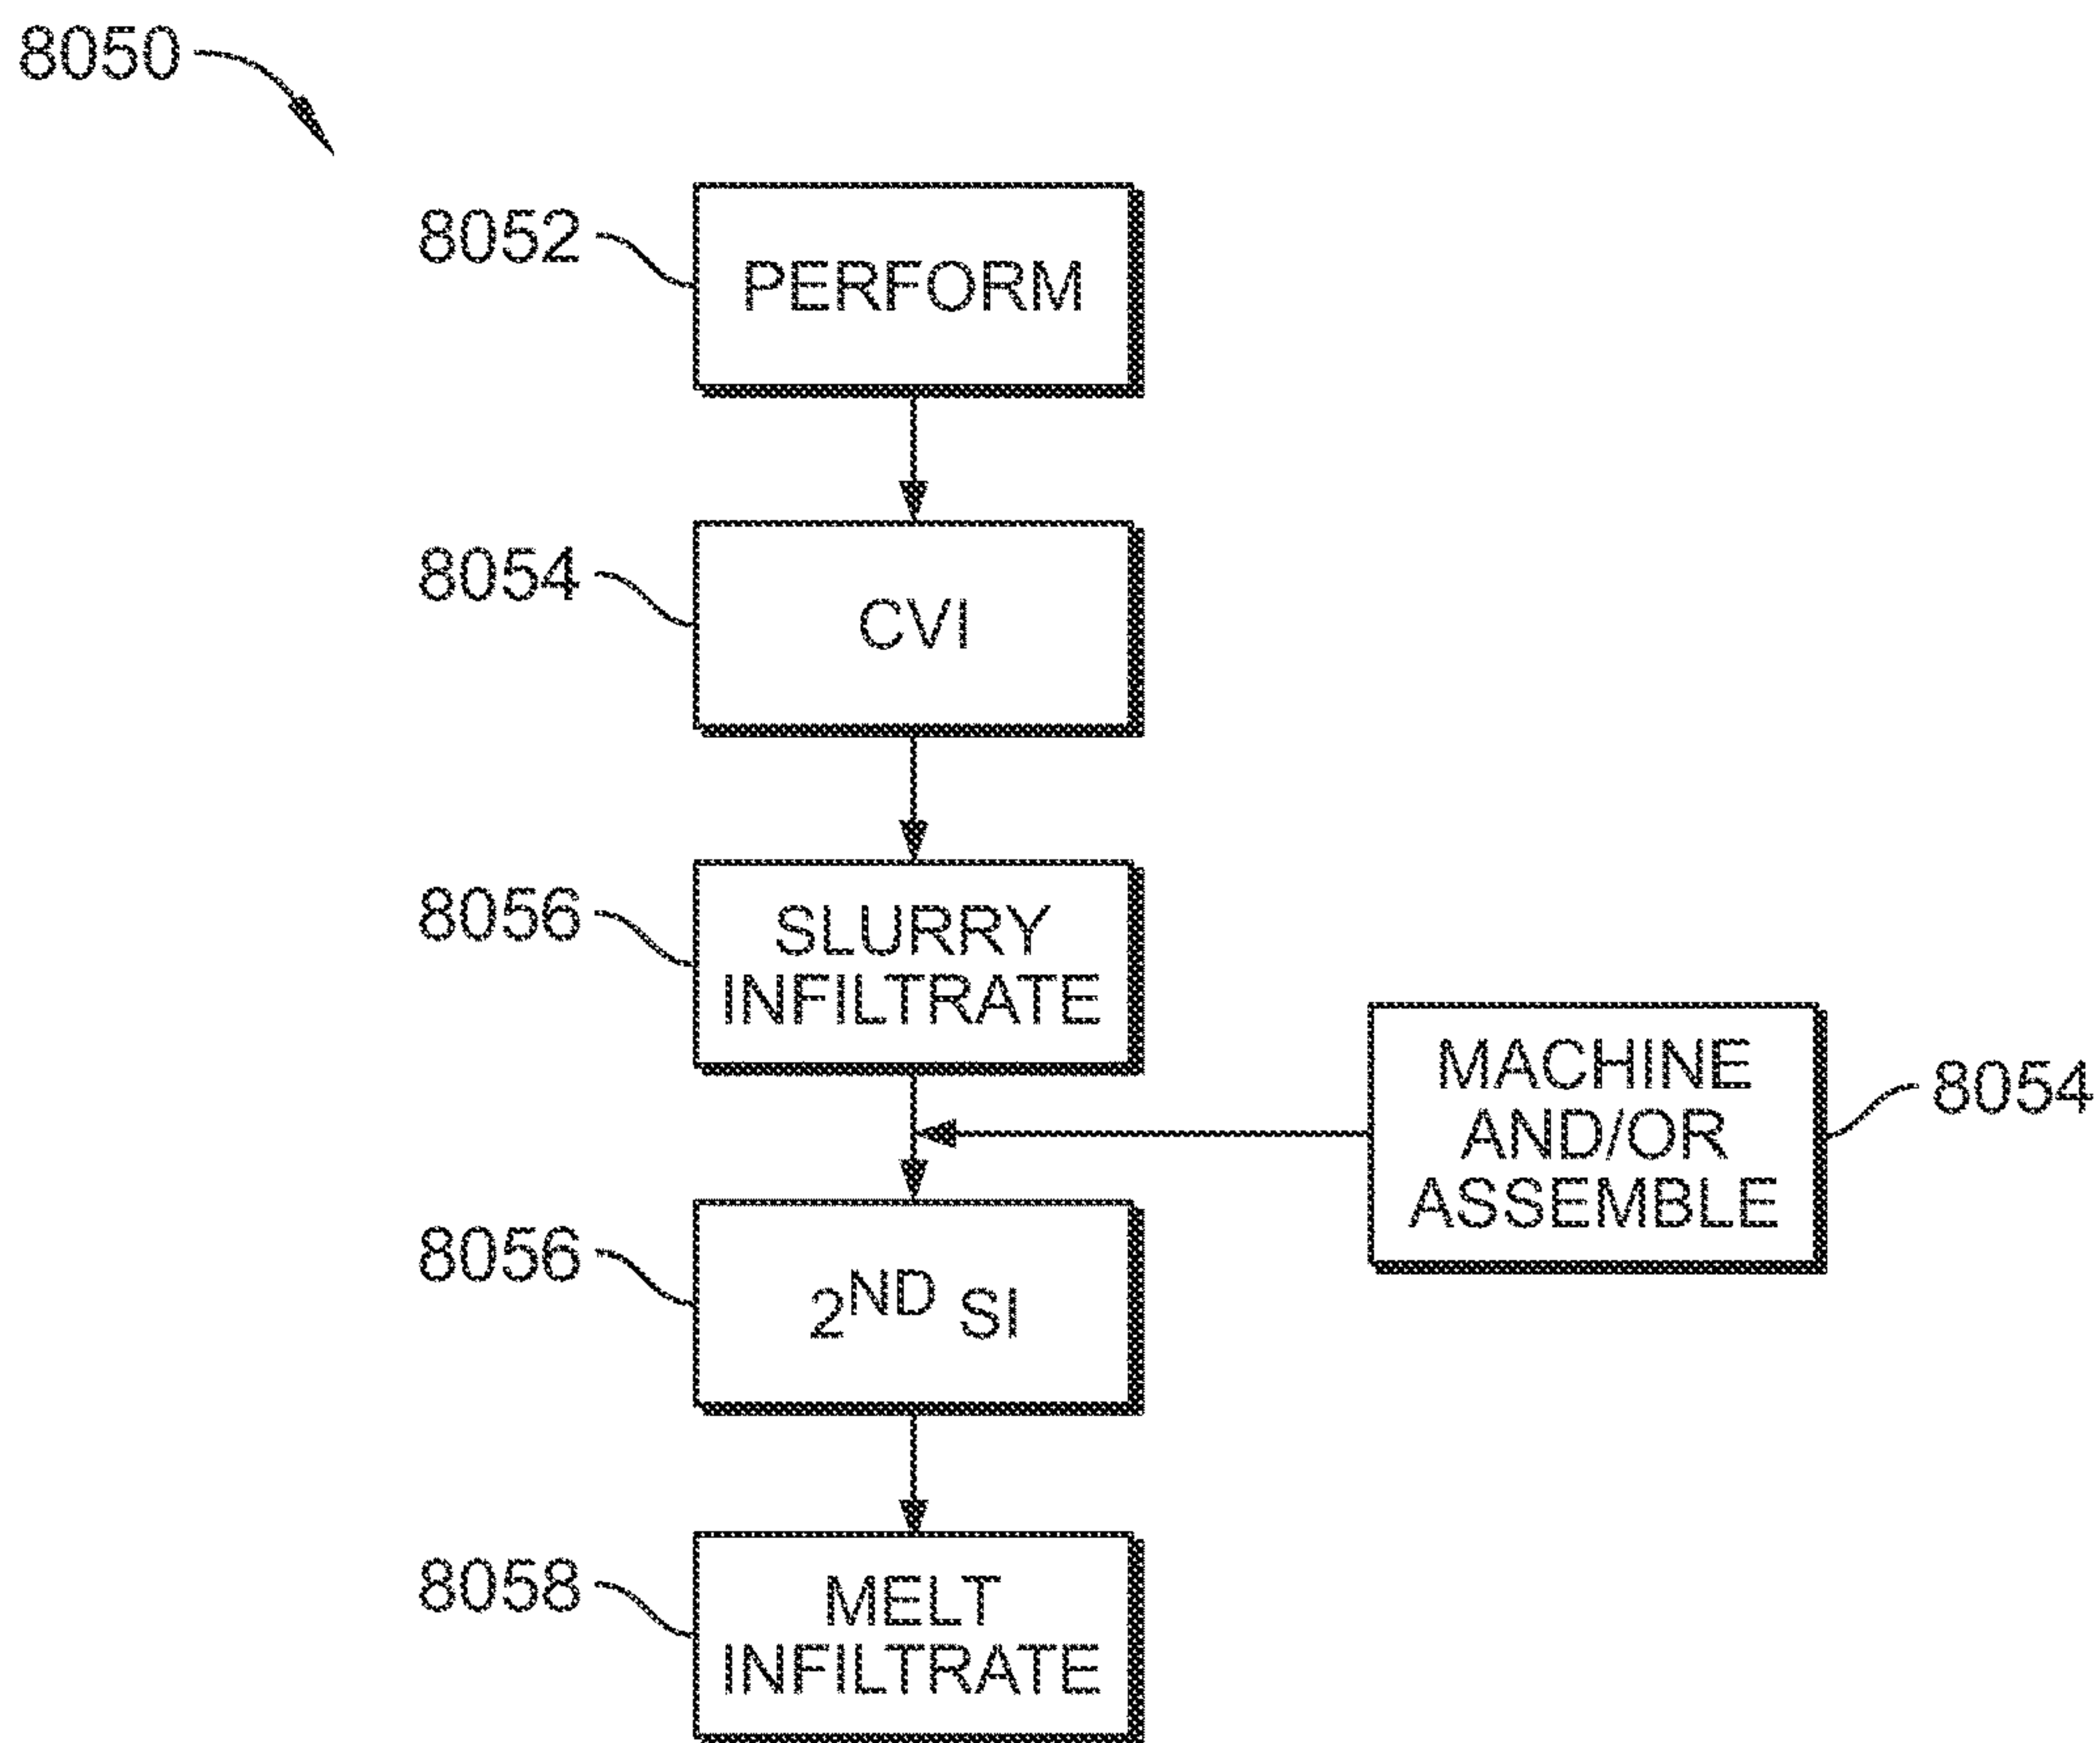 8050
8052
PERFORM
8054
CVI
8056
SLURRY
INFILTRATE
MACHINE
AND/OR
ASSEMBLE
8054
8056
2ND SI
8058
MELT
INFILTRATE